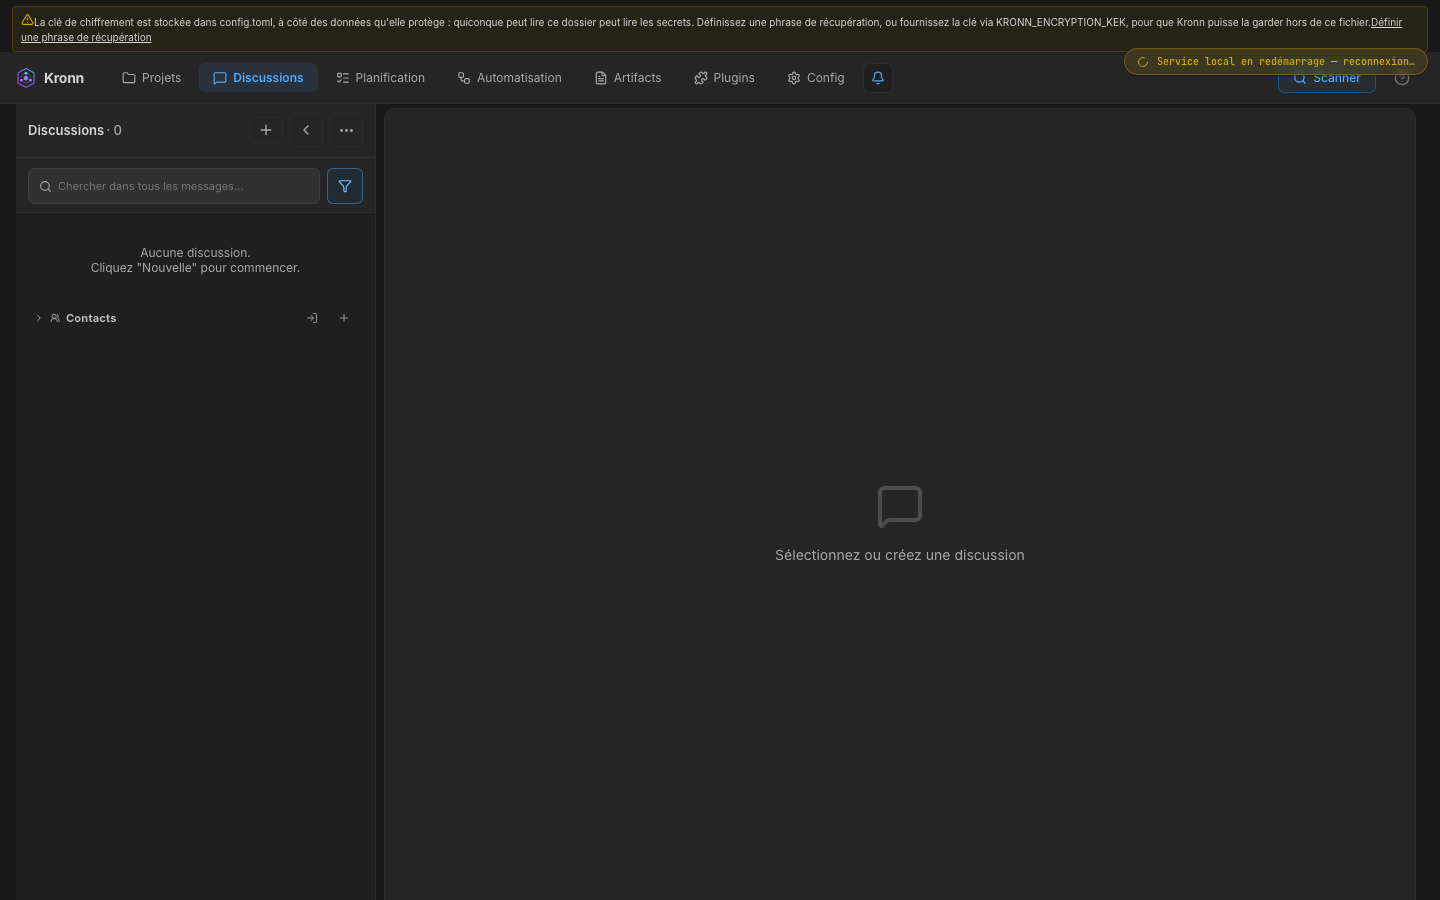 La clé de chiffrement est stockée dans config.toml, à côté des données qu'elle protège : quiconque peut lire ce dossier peut lire les secrets. Définissez une phrase de récupération, ou fournissez la clé via KRONN_ENCRYPTION_KEK, pour que Kronn puisse la garder hors de ce fichier.Définir
une phrase de récupération
Service local en redémarrage — reconnexion…
Kronn
Projets
Discussions
Planification
Automatisation
Artifacts
Plugins
Config
Scanner
Discussions · 0
Chercher dans tous les messages...
Aucune discussion.
Cliquez "Nouvelle" pour commencer.
Contacts
Sélectionnez ou créez une discussion